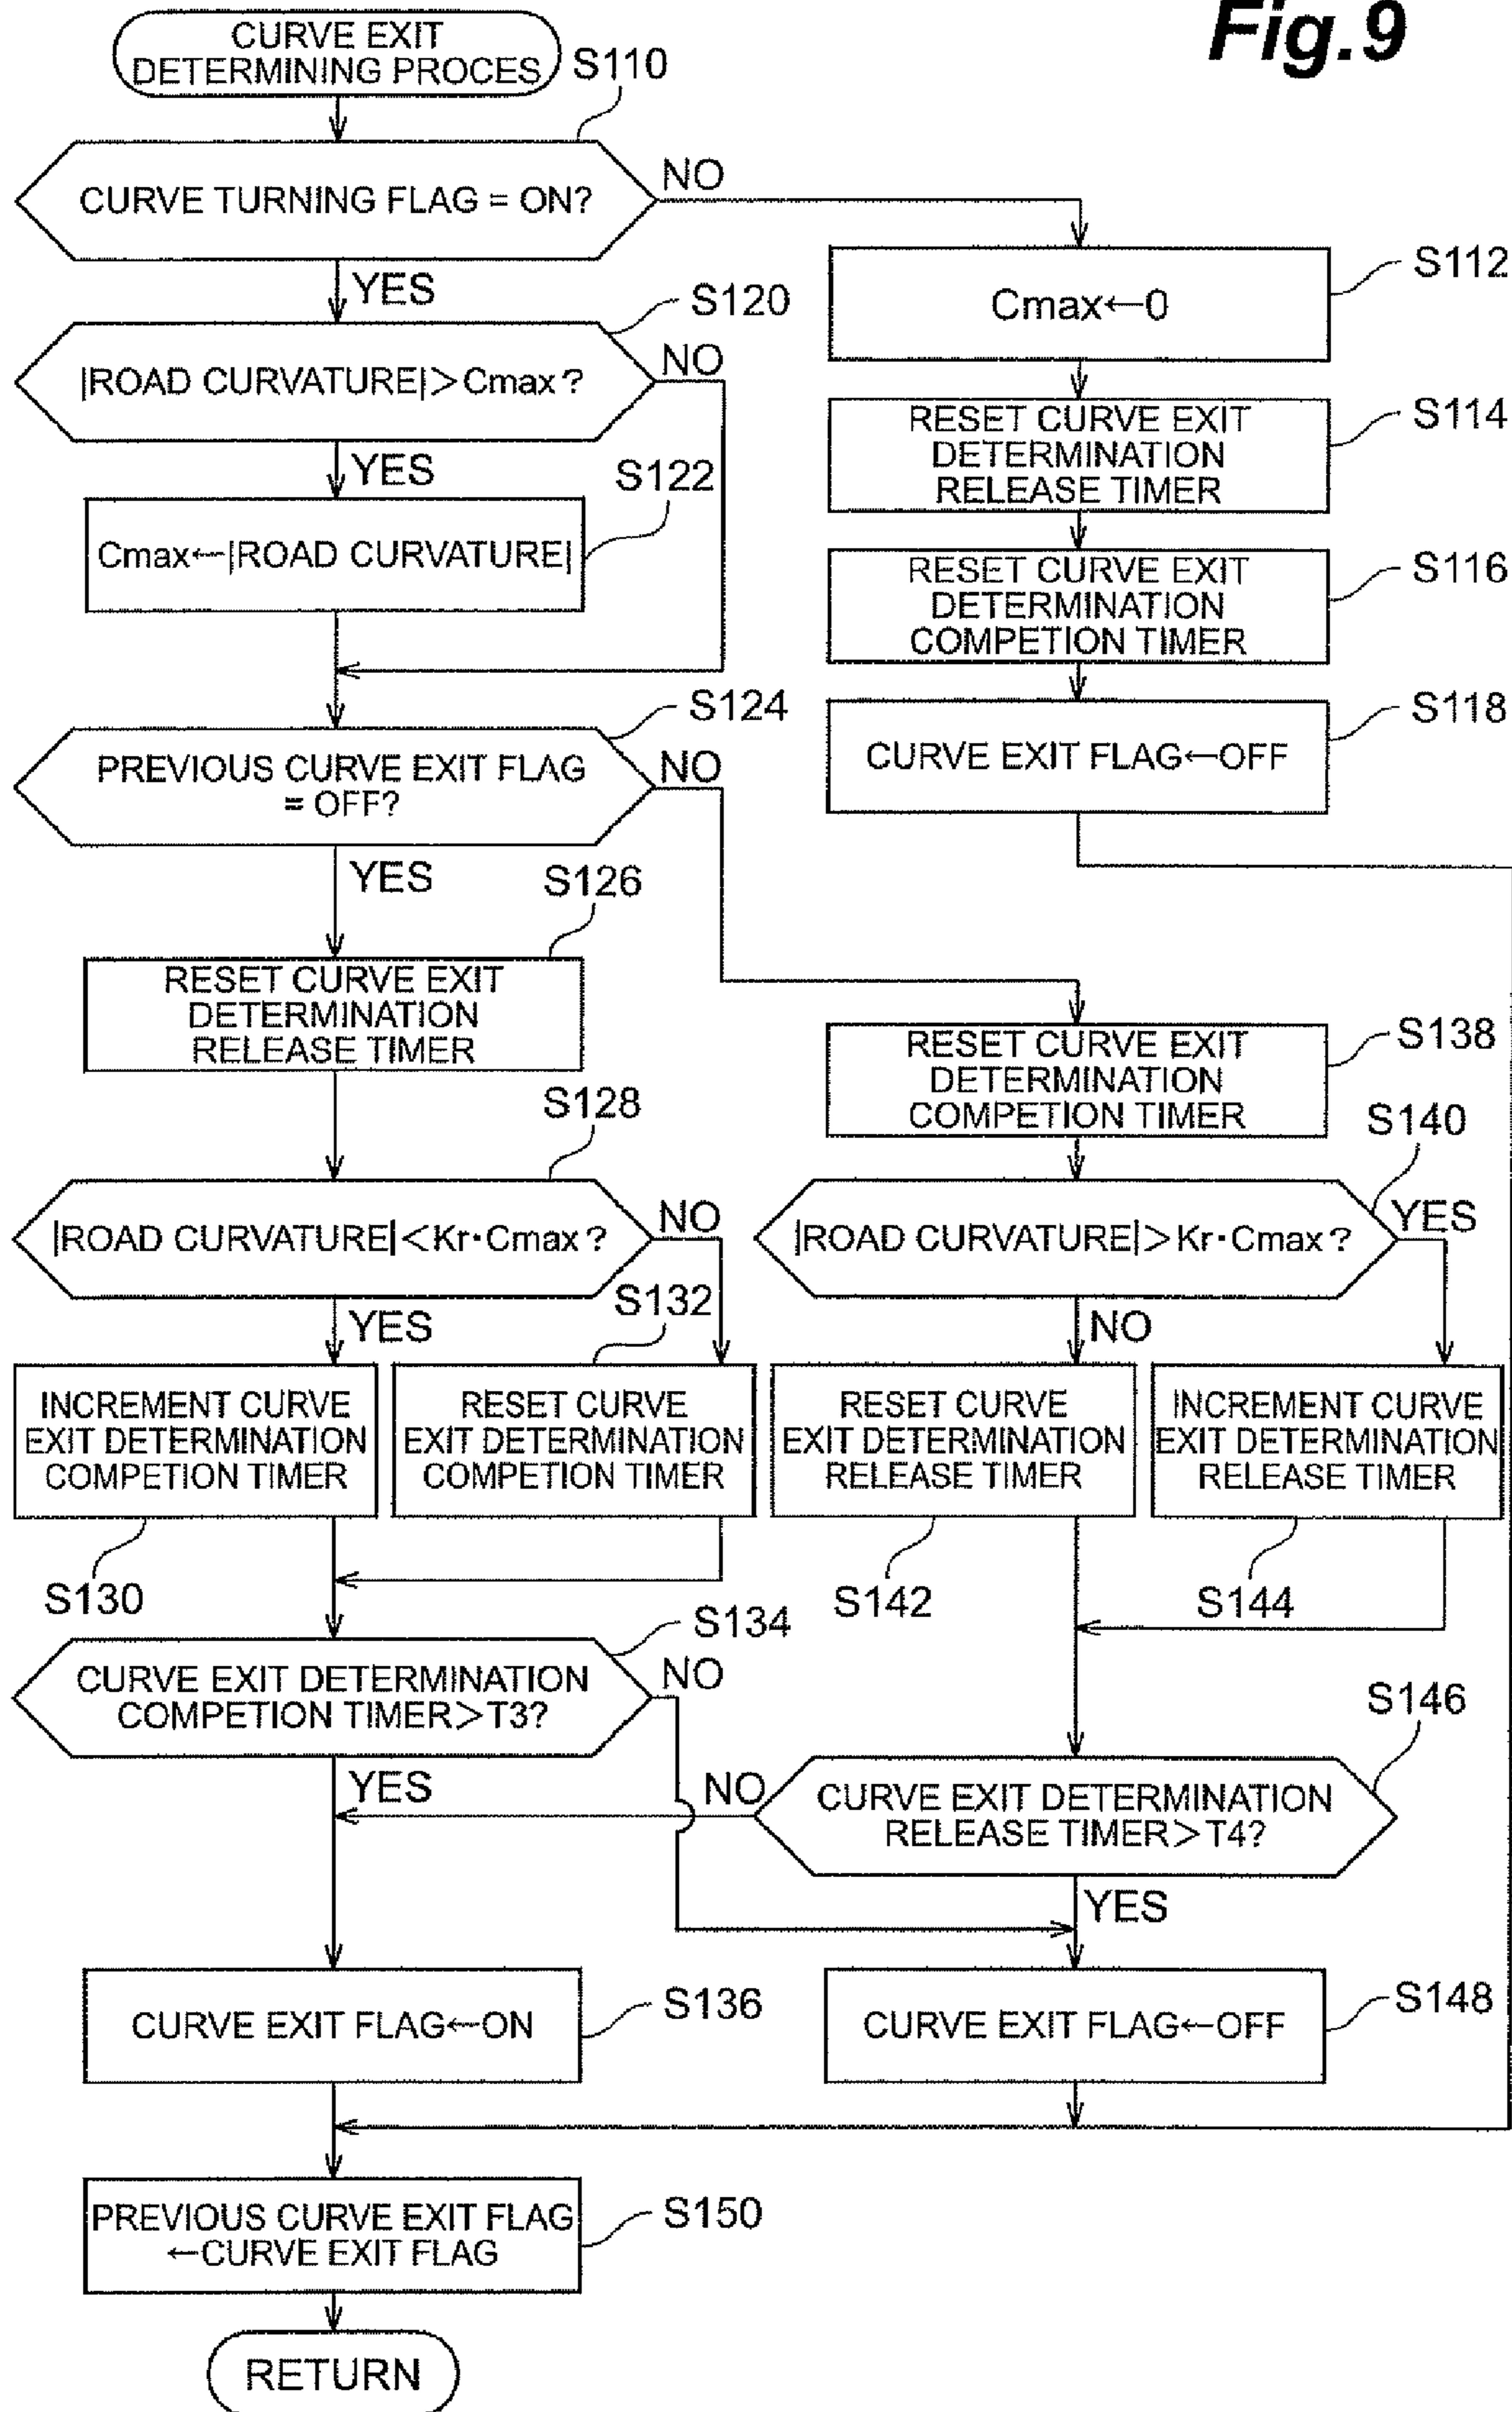 Fig.9
CURVE EXIT
DETERMINING PROCES
S110
CURVE TURNING FLAG = ON?
NO
YES
S112
Cmax←0
S120
|ROAD CURVATURE|>Cmax?
NO
YES
S114
RESET CURVE EXIT
DETERMINATION
RELEASE TIMER
S122
Cmax←|ROAD CURVATURE|
S116
RESET CURVE EXIT
DETERMINATION
COMPETION TIMER
S124
PREVIOUS CURVE EXIT FLAG
= OFF?
NO
YES
S118
CURVE EXIT FLAG←OFF
S126
RESET CURVE EXIT
DETERMINATION
RELEASE TIMER
S138
RESET CURVE EXIT
DETERMINATION
COMPETION TIMER
S128
|ROAD CURVATURE|<Kr·Cmax?
NO
YES
S140
|ROAD CURVATURE|>Kr·Cmax?
YES
NO
S132
INCREMENT CURVE
EXIT DETERMINATION
COMPETION TIMER
RESET CURVE
EXIT DETERMINATION
COMPETION TIMER
RESET CURVE
EXIT DETERMINATION
RELEASE TIMER
INCREMENT CURVE
EXIT DETERMINATION
RELEASE TIMER
S130
S142
S144
S134
CURVE EXIT DETERMINATION
COMPETION TIMER>T3?
NO
YES
S146
CURVE EXIT DETERMINATION
RELEASE TIMER>T4?
NO
YES
CURVE EXIT FLAG←ON
S136
CURVE EXIT FLAG←OFF
S148
PREVIOUS CURVE EXIT FLAG
←CURVE EXIT FLAG
S150
RETURN